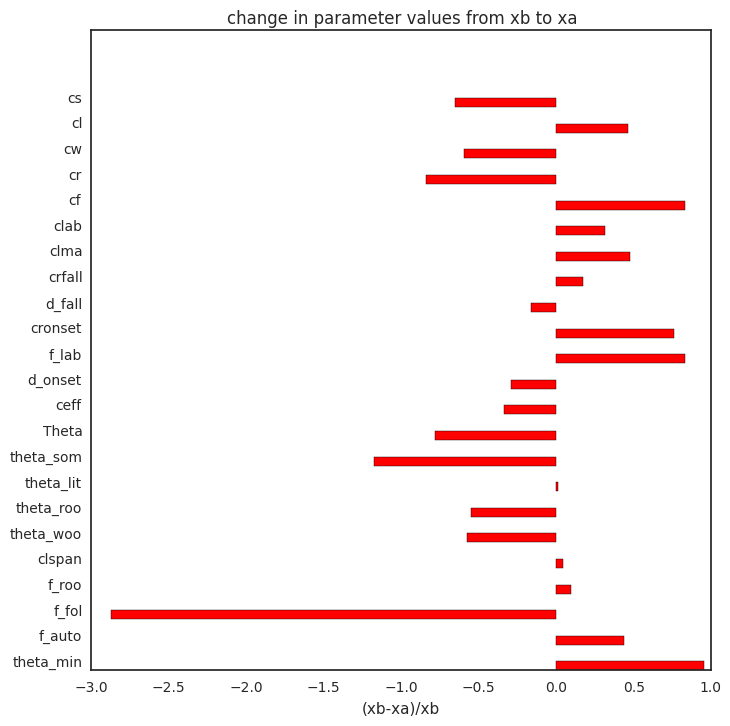 change in parameter values from xb to xa
cs
cl
cw
cr
cf
clab
clma
crfall
d_fall
cronset
f_lab
d_onset
ceff
Theta
theta_som
theta_lit
theta_roo
theta_woo
clspan
f_roo
f_fol
f_auto
theta_min
−3.0 −2.5 −2.0 −1.5 −1.0 −0.5 0.0 0.5 1.0
(xb-xa)/xb